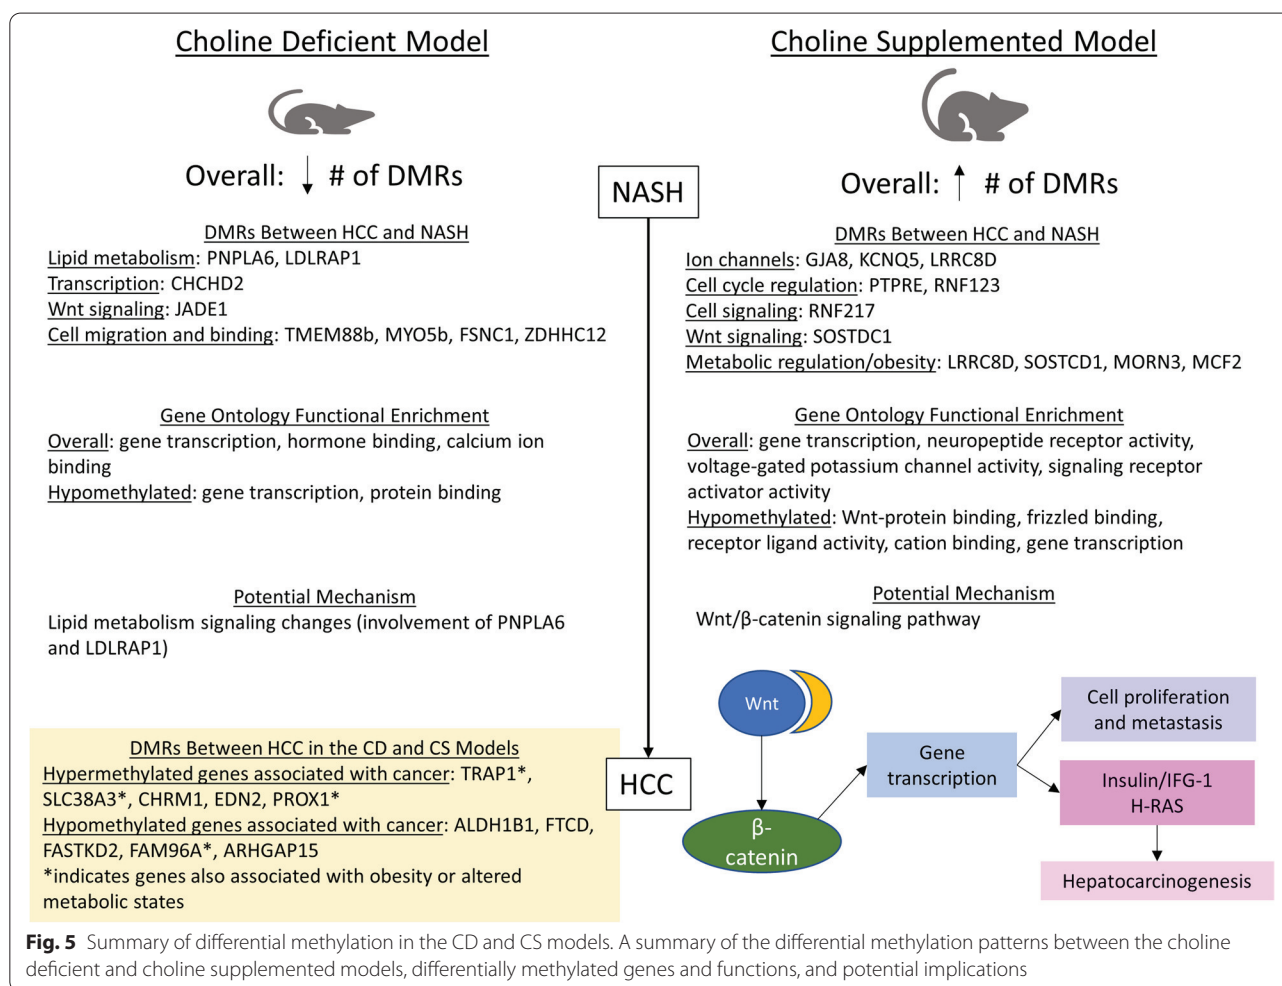 Choline Deficient Model
Overall: ↓ # of DMRs
DMRs Between HCC and NASH
Lipid metabolism: PNPLA6, LDLRAP1
Transcription: CHCHD2
Wnt signaling: JADE1
Cell migration and binding: TMEM88b, MYO5b, FSNC1, ZDHHC12
Gene Ontology Functional Enrichment
Overall: gene transcription, hormone binding, calcium ion
binding
Hypomethylated: gene transcription, protein binding
Potential Mechanism
Lipid metabolism signaling changes (involvement of PNPLA6
and LDLRAP1)
DMRs Between HCC in the CD and CS Models
Hypermethylated genes associated with cancer: TRAP1*,
SLC38A3*, CHRM1, EDN2, PROX1*
Hypomethylated genes associated with cancer: ALDH1B1, FTCD,
FASTKD2, FAM96A*, ARHGAP15
*indicates genes also associated with obesity or altered
metabolic states
NASH
HCC
Choline Supplemented Model
Overall: ↑ # of DMRs
DMRs Between HCC and NASH
Ion channels: GJA8, KCNQ5, LRRC8D
Cell cycle regulation: PTPRE, RNF123
Cell signaling: RNF217
Wnt signaling: SOSTDC1
Metabolic regulation/obesity: LRRC8D, SOSTCD1, MORN3, MCF2
Gene Ontology Functional Enrichment
Overall: gene transcription, neuropeptide receptor activity,
voltage-gated potassium channel activity, signaling receptor
activator activity
Hypomethylated: Wnt-protein binding, frizzled binding,
receptor ligand activity, cation binding, gene transcription
Potential Mechanism
Wnt/β-catenin signaling pathway
Wnt
β-
catenin
Gene
transcription
Cell proliferation
and metastasis
Insulin/IFG-1
H-RAS
Hepatocarcinogenesis
Fig. 5 Summary of differential methylation in the CD and CS models. A summary of the differential methylation patterns between the choline
deficient and choline supplemented models, differentially methylated genes and functions, and potential implications